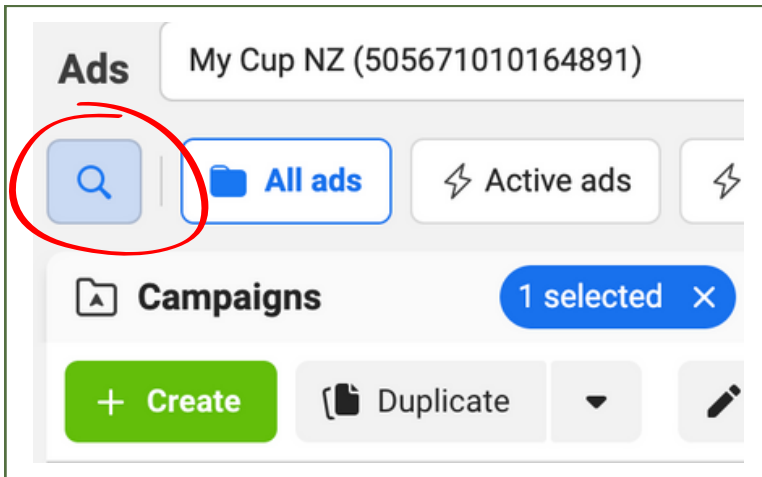 Ads My Cup NZ (505671010164891)
All ads Active ads
Campaigns 1 selected
Create Duplicate